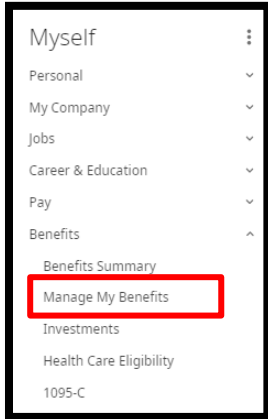 Myself
Personal
My Company
Jobs
Career & Education
Pay
Benefits
Benefits Summary
Manage My Benefits
Investments
Health Care Eligibility
1095-C